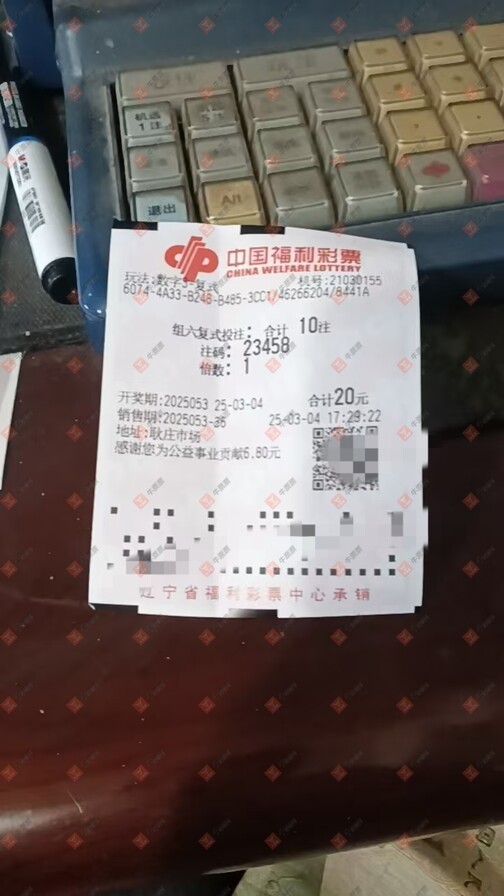 机选
1注
退出
A/1
中国福利彩票
CHINA WELFARE LOTTERY
玩法:数字3-复式 机号:21030155
6074-4A33-B248-B485-3CC1/46266204/8441A
组六复式投注: 合计 10注
注码: 23458
倍数: 1
开奖期:2025053 25-03-04 合计20元
销售期:2025053-36 25-03-04 17:29:22
地址:耿庄市场
感谢您为公益事业贡献6.80元
辽宁省福利彩票中心承销